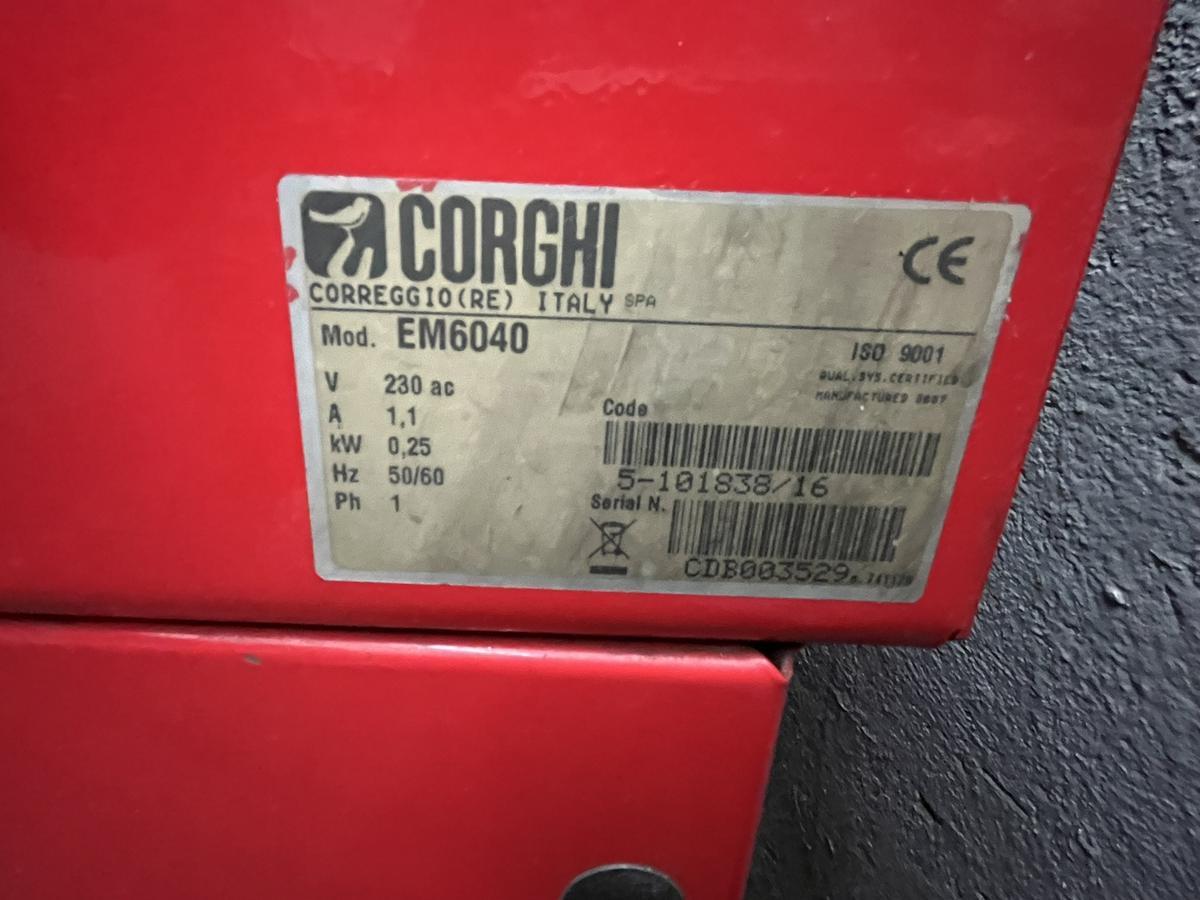 CORGHI
CE
CORREGGIO(RE) ITALY SPA
Mod. EM6040
ISO 9001
QUAL.SYS.CERTIFIED
MANUFACTURED
V 230 ac
A 1,1
kW 0,25
Hz 50/60
Ph 1
Code
5-101838/16
Serial N.
CDB003529